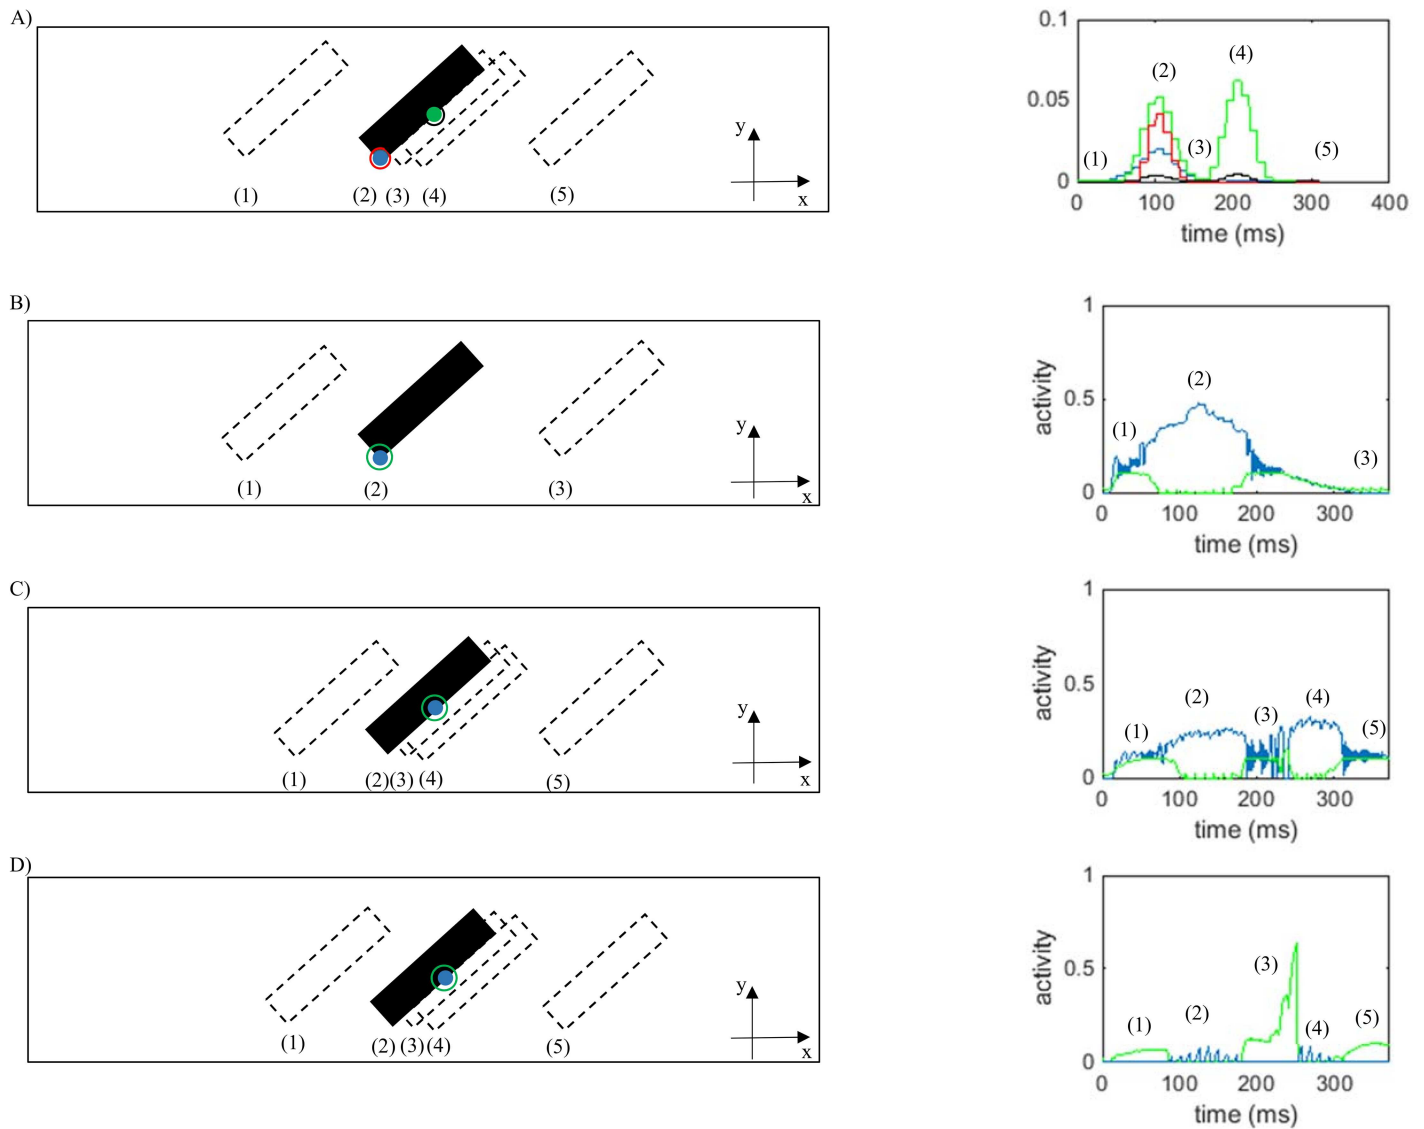 A)
y
x
(1) (2) (3) (4) (5)
0.1
0.05
0
(1) (2) (3) (4) (5)
0 100 200 300 400
time (ms)
B)
y
x
(1) (2) (3)
1
0.5
0
activity
(1) (2) (3)
0 100 200 300
time (ms)
C)
y
x
(1) (2)(3) (4) (5)
1
0.5
0
activity
(1) (2) (3) (4) (5)
0 100 200 300
time (ms)
D)
y
x
(1) (2) (3) (4) (5)
1
0.5
0
activity
(1) (2) (3) (4) (5)
0 100 200 300
time (ms)